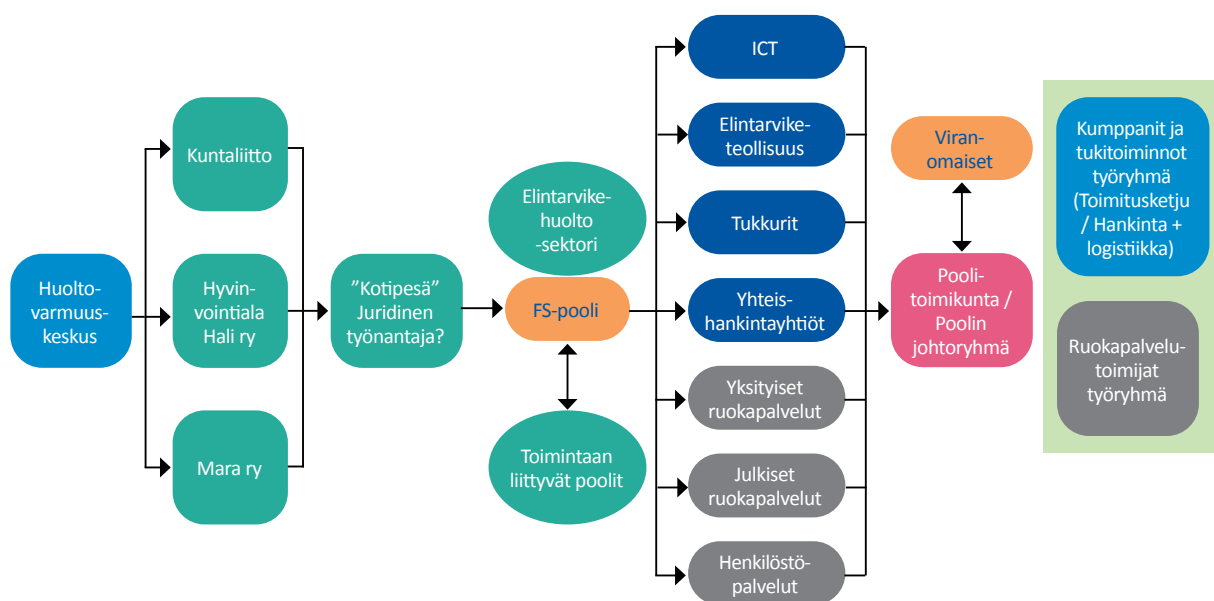 Huolto-
varmuus-
keskus
Kuntaliitto
Hyvin-
vointiala
Hali ry
Mara ry
”Kotipesä”
Juridinen
työnantaja?
Elintarvike-
huolto
-sektori
FS-pooli
Toimintaan
liittyvät poolit
ICT
Elintarvike-
teollisuus
Tukkurit
Yhteis-
hankintayhtiöt
Yksityiset
ruokapalvelut
Julkiset
ruokapalvelut
Henkilöstö-
palvelut
Viran-
omaiset
Pooli-
toimikunta /
Poolin
johtoryhmä
Kumppanit ja
tukitoiminnot
työryhmä
(Toimitusketju
/ Hankinta +
logistiikka)
Ruokapalvelu-
toimijat
työryhmä